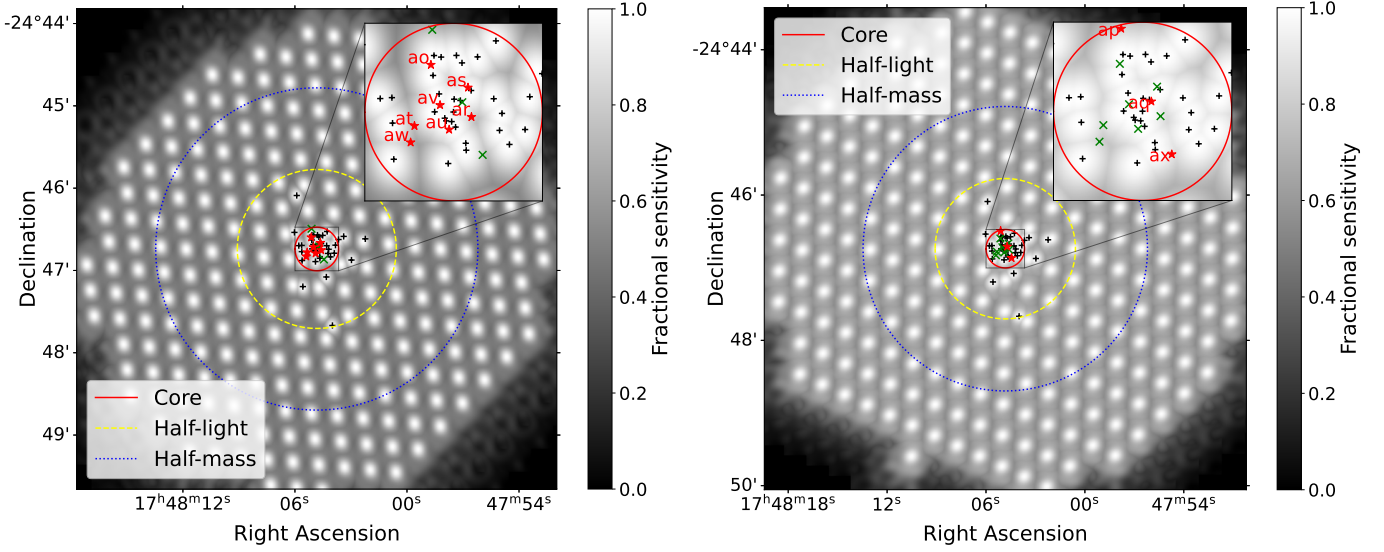 -24°44'
45'
46'
47'
48'
49'
Declination
17ʰ48ᵐ12ˢ
06ˢ
00ˢ
47ᵐ54ˢ
Right Ascension
Core
Half-light
Half-mass
ao
as
av
ar
at
au
aw
1.0
0.8
0.6
0.4
0.2
0.0
Fractional sensitivity
-24°44'
46'
48'
50'
Declination
17ʰ48ᵐ18ˢ
12ˢ
06ˢ
00ˢ
47ᵐ54ˢ
Right Ascension
Core
Half-light
Half-mass
ap
aq
ax
1.0
0.8
0.6
0.4
0.2
0.0
Fractional sensitivity